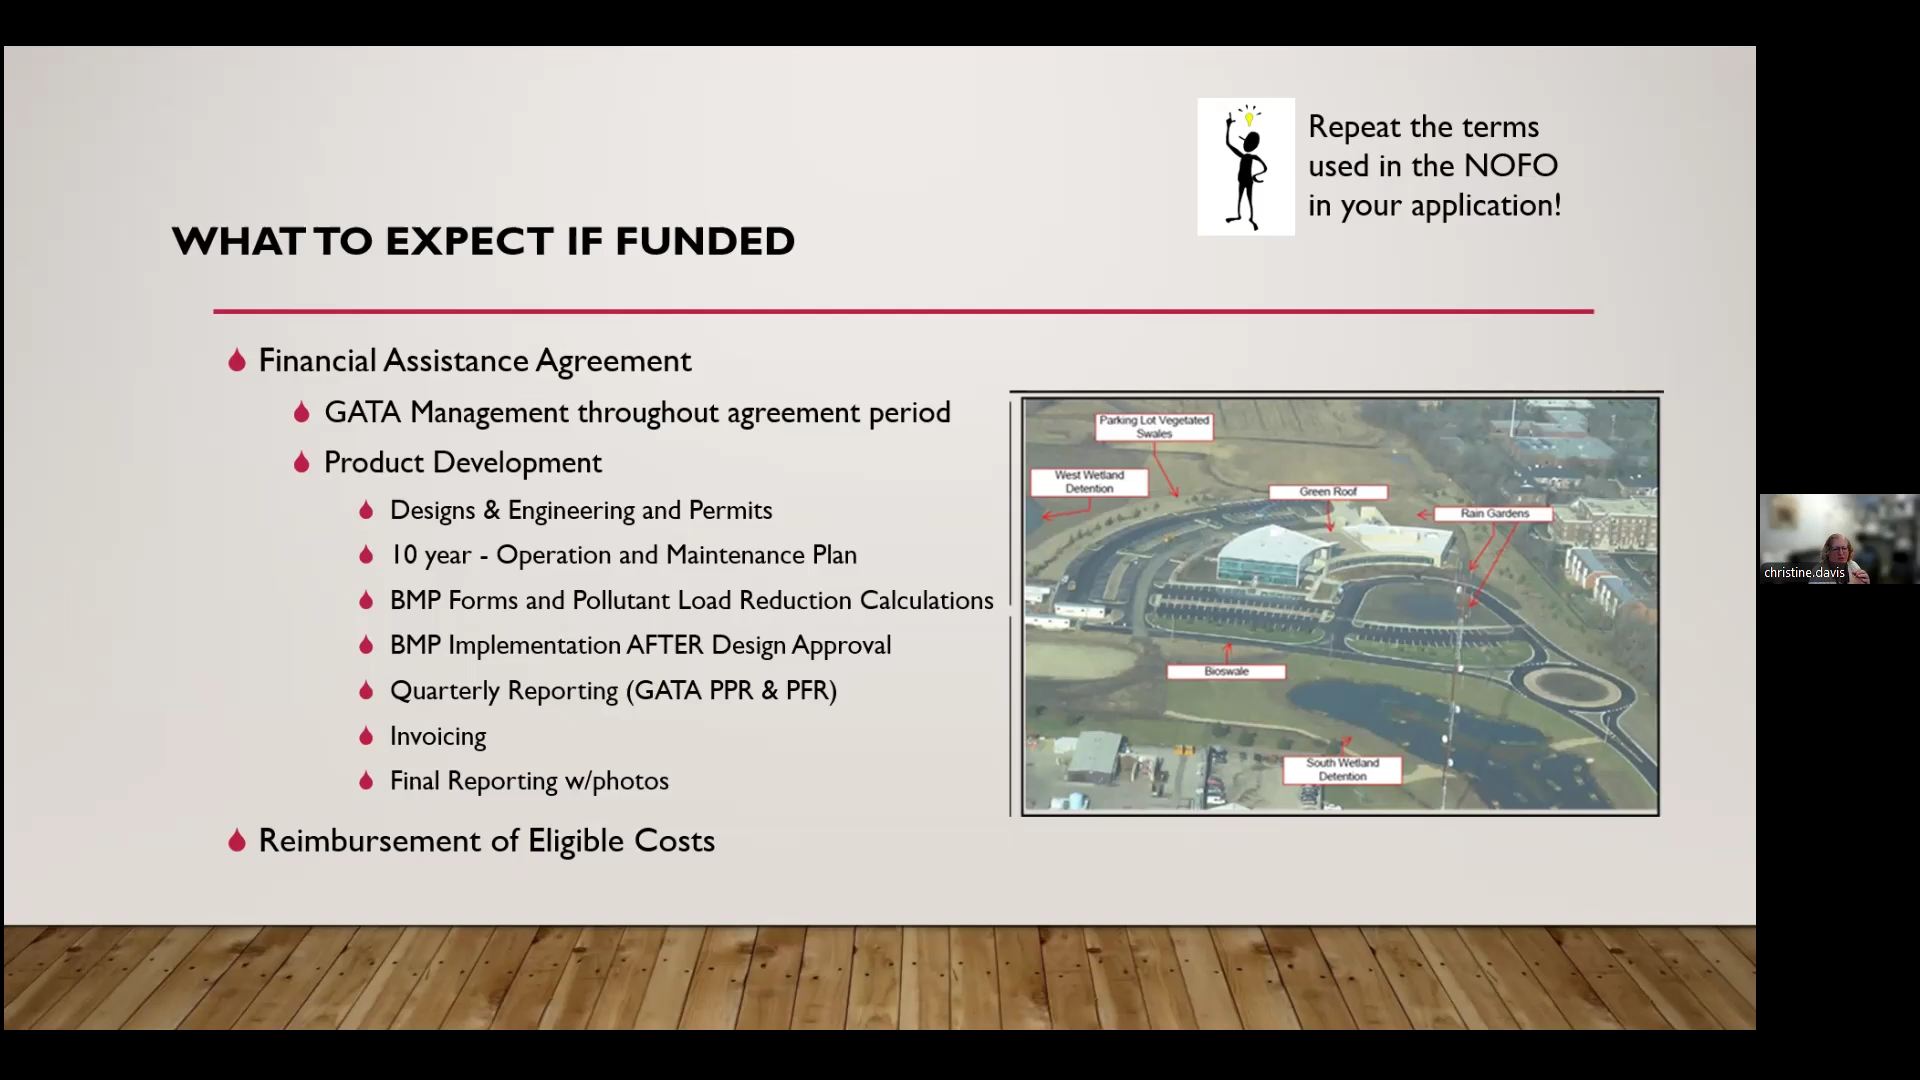 Repeat the terms
used in the NOFO
in your application!
WHAT TO EXPECT IF FUNDED
Financial Assistance Agreement
GATA Management throughout agreement period
Product Development
Designs & Engineering and Permits
10 year - Operation and Maintenance Plan
BMP Forms and Pollutant Load Reduction Calculations
BMP Implementation AFTER Design Approval
Quarterly Reporting (GATA PPR & PFR)
Invoicing
Final Reporting w/photos
Reimbursement of Eligible Costs
Parking Lot Vegetated
Swales
West Wetland
Detention
Green Roof
Rain Gardens
Bioswale
South Wetland
Detention
christine.davis